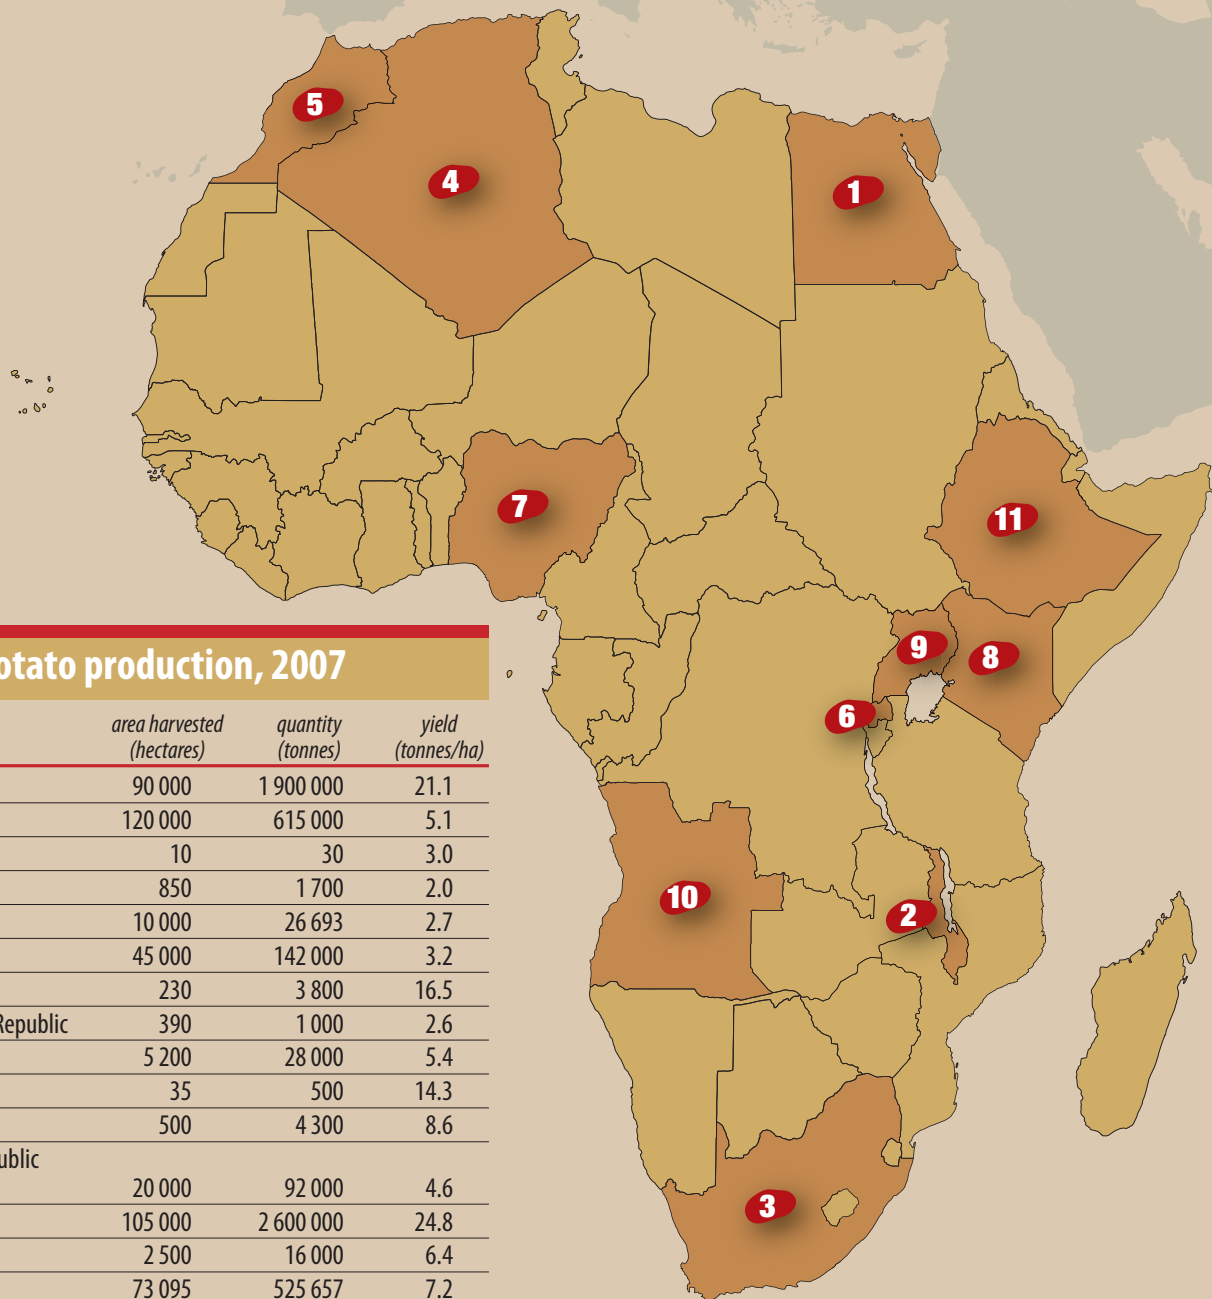 5
4
1
7
11
9
8
6
10
2
3
otato production, 2007
area harvested quantity yield
(hectares) (tonnes) (tonnes/ha)
90 000 1 900 000 21.1
120 000 615 000 5.1
10 30 3.0
850 1 700 2.0
10 000 26 693 2.7
45 000 142 000 3.2
230 3 800 16.5
Republic 390 1 000 2.6
5 200 28 000 5.4
35 500 14.3
500 4 300 8.6
ublic
20 000 92 000 4.6
105 000 2 600 000 24.8
2 500 16 000 6.4
73 095 525 657 7.2